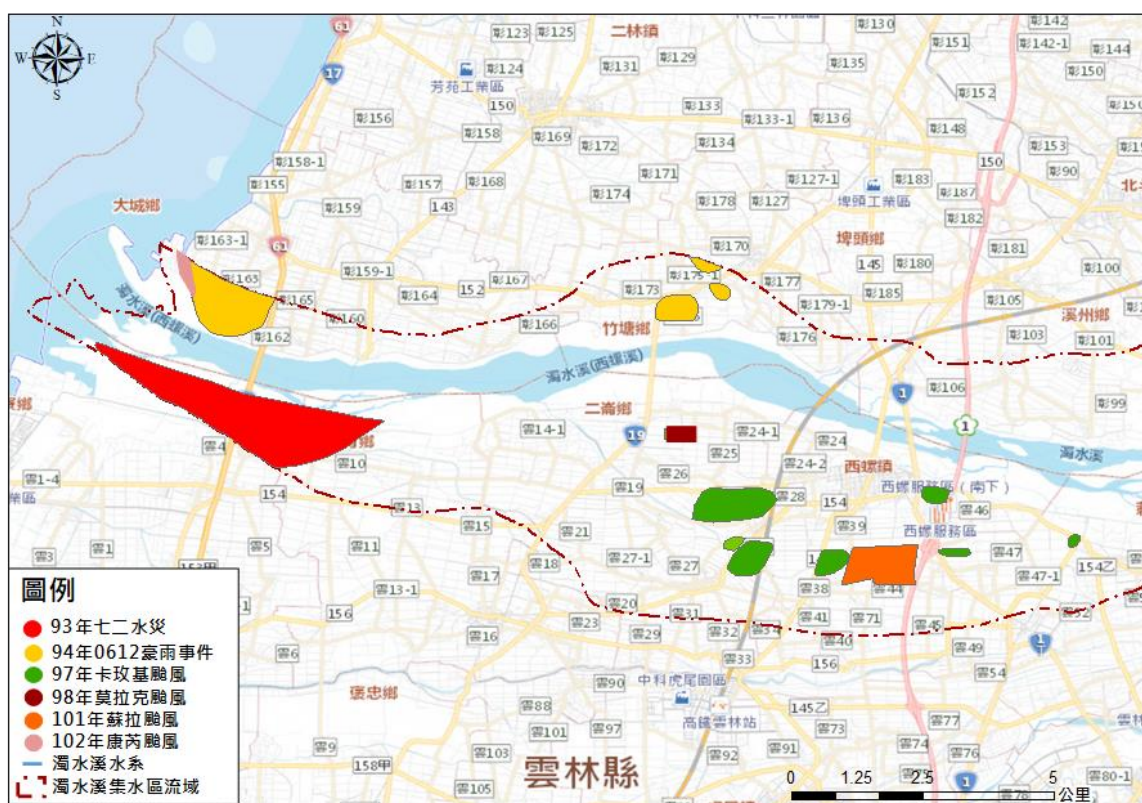 N
W
E
S
61
17
彰123
彰125
二林鎮
彰130
142
彰151
彰142-1
144
彰124
芳苑工業區
彰131
彰129
彰135
彰150
150
彰133
彰152
彰156
彰158
彰169
彰172
彰133-1
彰136
彰134
彰148
彰153
彰158-1
150
彰90
彰155
彰157
彰168
彰174
彰171
彰127-1
彰183
彰187
大城鄉
彰159
143
彰178
彰127
埤頭工業區
彰182
彰163-1
61
彰170
埤頭鄉
彰181
彰163
彰159-1
彰167
彰175-1
彰177
145
彰180
彰100
彰165
彰164
152
彰173
彰179-1
彰185
彰105
溪州鄉
彰162
彰160
彰166
竹塘鄉
彰176
彰103
彰101
濁水溪(西螺溪)
濁水溪(西螺溪)
彰106
1
彰99
二崙鄉
1
雲14-1
19
雲24-1
雲24
濁水溪
雲4
雲10
雲25
雲1-4
154
雲26
雲24-2
西螺鎮
雲19
雲28
154
西螺服務區(南下)
雲13
雲15
雲21
雲39
雲46
西螺服務區
雲3
雲1
雲5
雲11
雲18
雲27-1
雲27
雲47
154乙
153甲
雲17
雲38
雲44
雲47-1
雲13-1
156
雲20
雲31
雲41
雲71
雲52
雲16
雲23
雲29
雲32
雲34
雲40
雲45
1
雲6
雲33
156
雲49
雲54
褒忠鄉
雲90
中科虎尾園區
雲88
高鐵雲林站
145乙
雲77
雲101
雲97
雲73
雲9
雲103
雲92
雲91
雲74
雲76
158甲
雲林縣
雲105
1
雲80-1
雲78
圖例
93年七二水災
94年0612豪雨事件
97年卡玫基颱風
98年莫拉克颱風
101年蘇拉颱風
102年康芮颱風
濁水溪水系
濁水溪集水區流域
0 1.25 2.5 5
公里